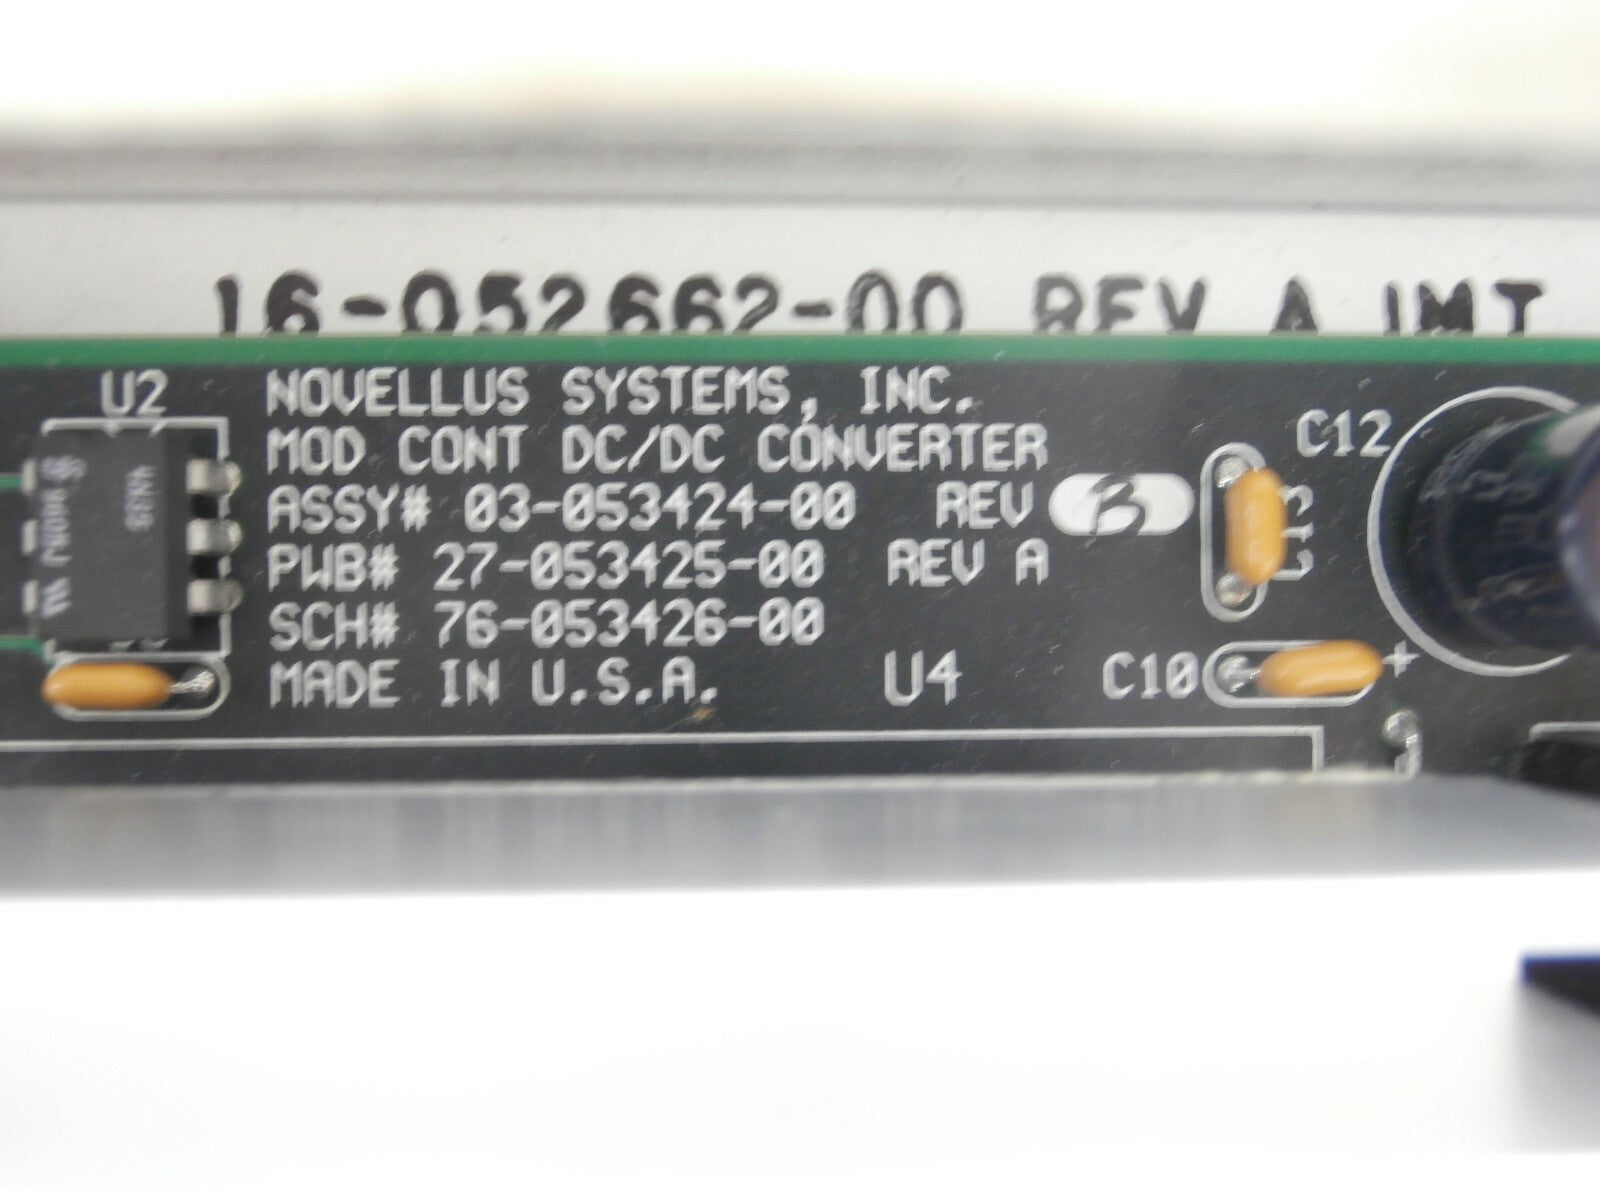 16-052662-00 REV A IMT
U2
NOVELLUS SYSTEMS, INC.
MOD CONT DC/DC CONVERTER
ASSY# 03-053424-00 REV B
PWB# 27-053425-00 REV A
SCH# 76-053426-00
MADE IN U.S.A.
U4
C10
+
C12
C13